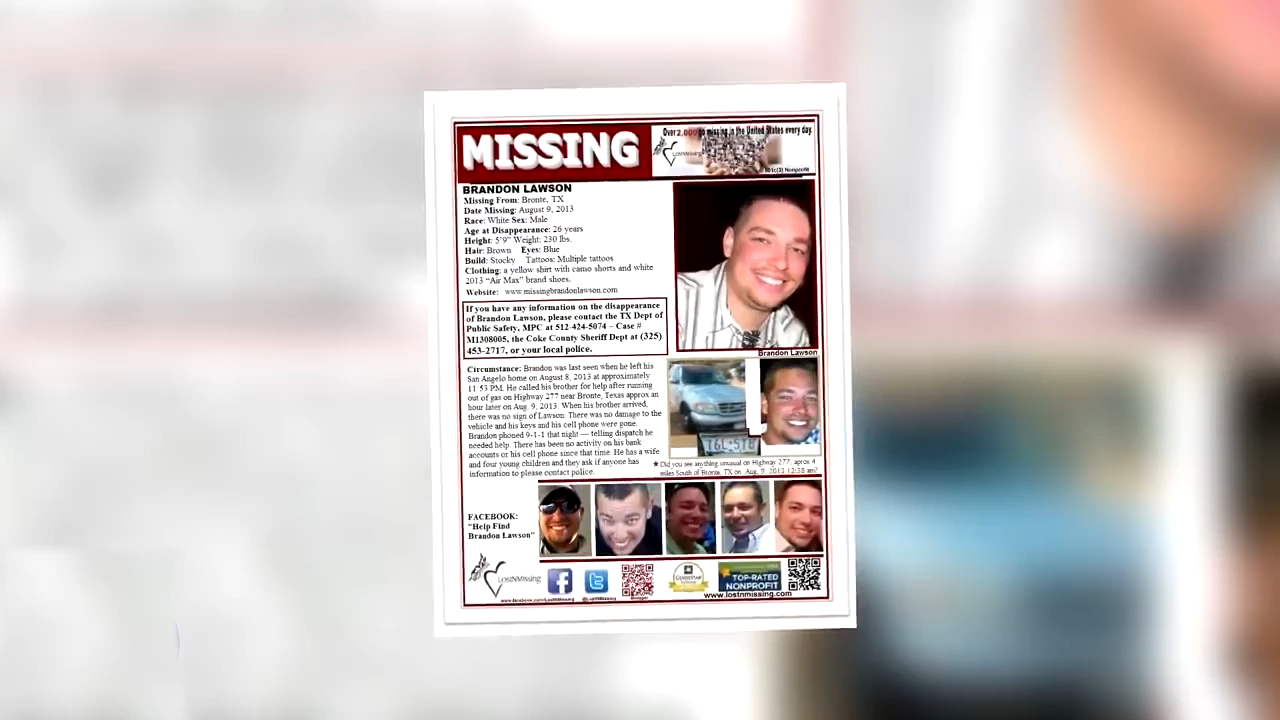 MISSING
Over 2,000 go missing in the United States every day.
LostNMissing
501c(3) Nonprofit
BRANDON LAWSON
Missing From: Bronte, TX
Date Missing: August 9, 2013
Race: White Sex: Male
Age at Disappearance: 26 years
Height: 5'9" Weight: 230 lbs.
Hair: Brown Eyes: Blue
Build: Stocky Tattoos: Multiple tattoos
Clothing: a yellow shirt with camo shorts and white
2013 "Air Max" brand shoes.
Website: www.missingbrandonlawson.com
If you have any information on the disappearance
of Brandon Lawson, please contact the TX Dept of
Public Safety, MPC at 512-424-5074 – Case #
M1308005, the Coke County Sheriff Dept at (325)
453-2717, or your local police.
Brandon Lawson
Circumstance: Brandon was last seen when he left his
San Angelo home on August 8, 2013 at approximately
11:53 PM. He called his brother for help after running
out of gas on Highway 277 near Bronte, Texas approx an
hour later on Aug. 9, 2013. When his brother arrived,
there was no sign of Lawson. There was no damage to the
vehicle and his keys and his cell phone were gone.
Brandon phoned 9-1-1 that night — telling dispatch he
needed help. There has been no activity on his bank
accounts or his cell phone since that time. He has a wife
and four young children and they ask if anyone has
information to please contact police.
★Did you see anything unusual on Highway 277, aprox 4
miles South of Bronte, TX on Aug. 9, 2013 12:38 am?
FACEBOOK:
"Help Find
Brandon Lawson"
LostNMissing
www.facebook.com/LostNMissing
@LostNMissing
Blogger
GuideStar
TOP-RATED
NONPROFIT
www.lostnmissing.com